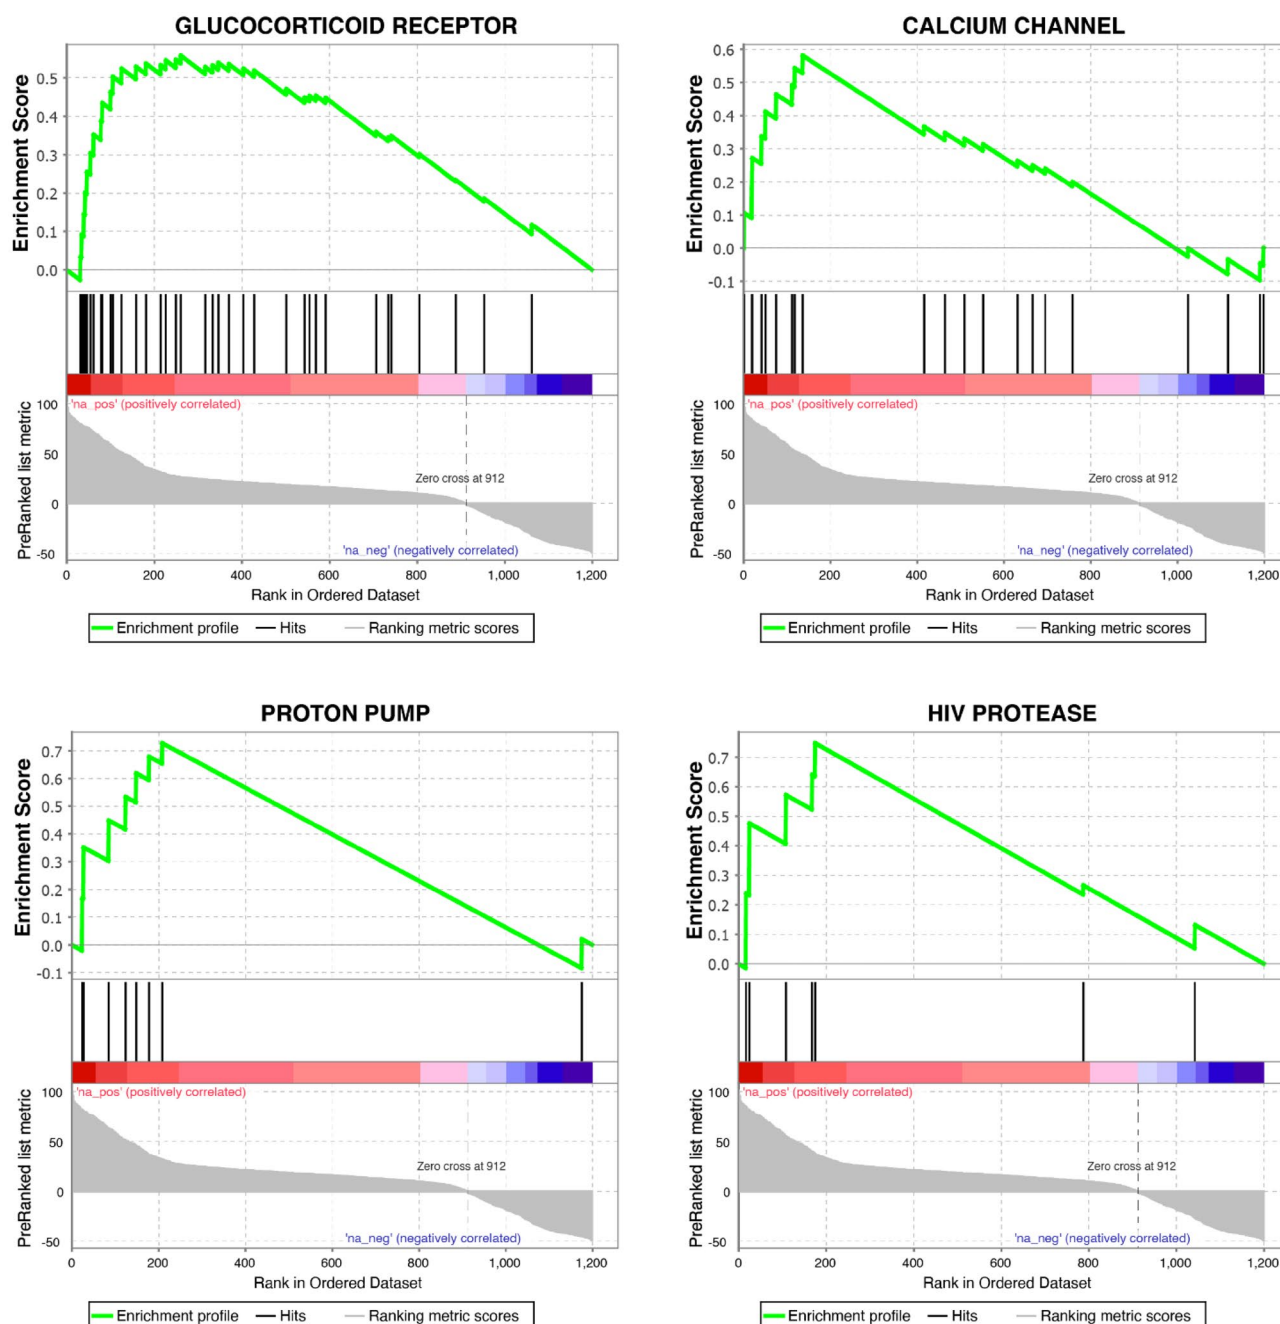 GLUCOCORTICOID RECEPTOR
Enrichment Score
0.5
0.4
0.3
0.2
0.1
0.0
'na_pos' (positively correlated)
PreRanked list metric
100
50
0
-50
Zero cross at 912
'na_neg' (negatively correlated)
0 200 400 600 800 1,000 1,200
Rank in Ordered Dataset
Enrichment profile Hits Ranking metric scores
CALCIUM CHANNEL
Enrichment Score
0.6
0.5
0.4
0.3
0.2
0.1
0.0
-0.1
'na_pos' (positively correlated)
PreRanked list metric
100
50
0
-50
Zero cross at 912
'na_neg' (negatively correlated)
0 200 400 600 800 1,000 1,200
Rank in Ordered Dataset
Enrichment profile Hits Ranking metric scores
PROTON PUMP
Enrichment Score
0.7
0.6
0.5
0.4
0.3
0.2
0.1
0.0
-0.1
'na_pos' (positively correlated)
PreRanked list metric
100
50
0
-50
Zero cross at 912
'na_neg' (negatively correlated)
0 200 400 600 800 1,000 1,200
Rank in Ordered Dataset
Enrichment profile Hits Ranking metric scores
HIV PROTEASE
Enrichment Score
0.7
0.6
0.5
0.4
0.3
0.2
0.1
0.0
'na_pos' (positively correlated)
PreRanked list metric
100
50
0
-50
Zero cross at 912
'na_neg' (negatively correlated)
0 200 400 600 800 1,000 1,200
Rank in Ordered Dataset
Enrichment profile Hits Ranking metric scores